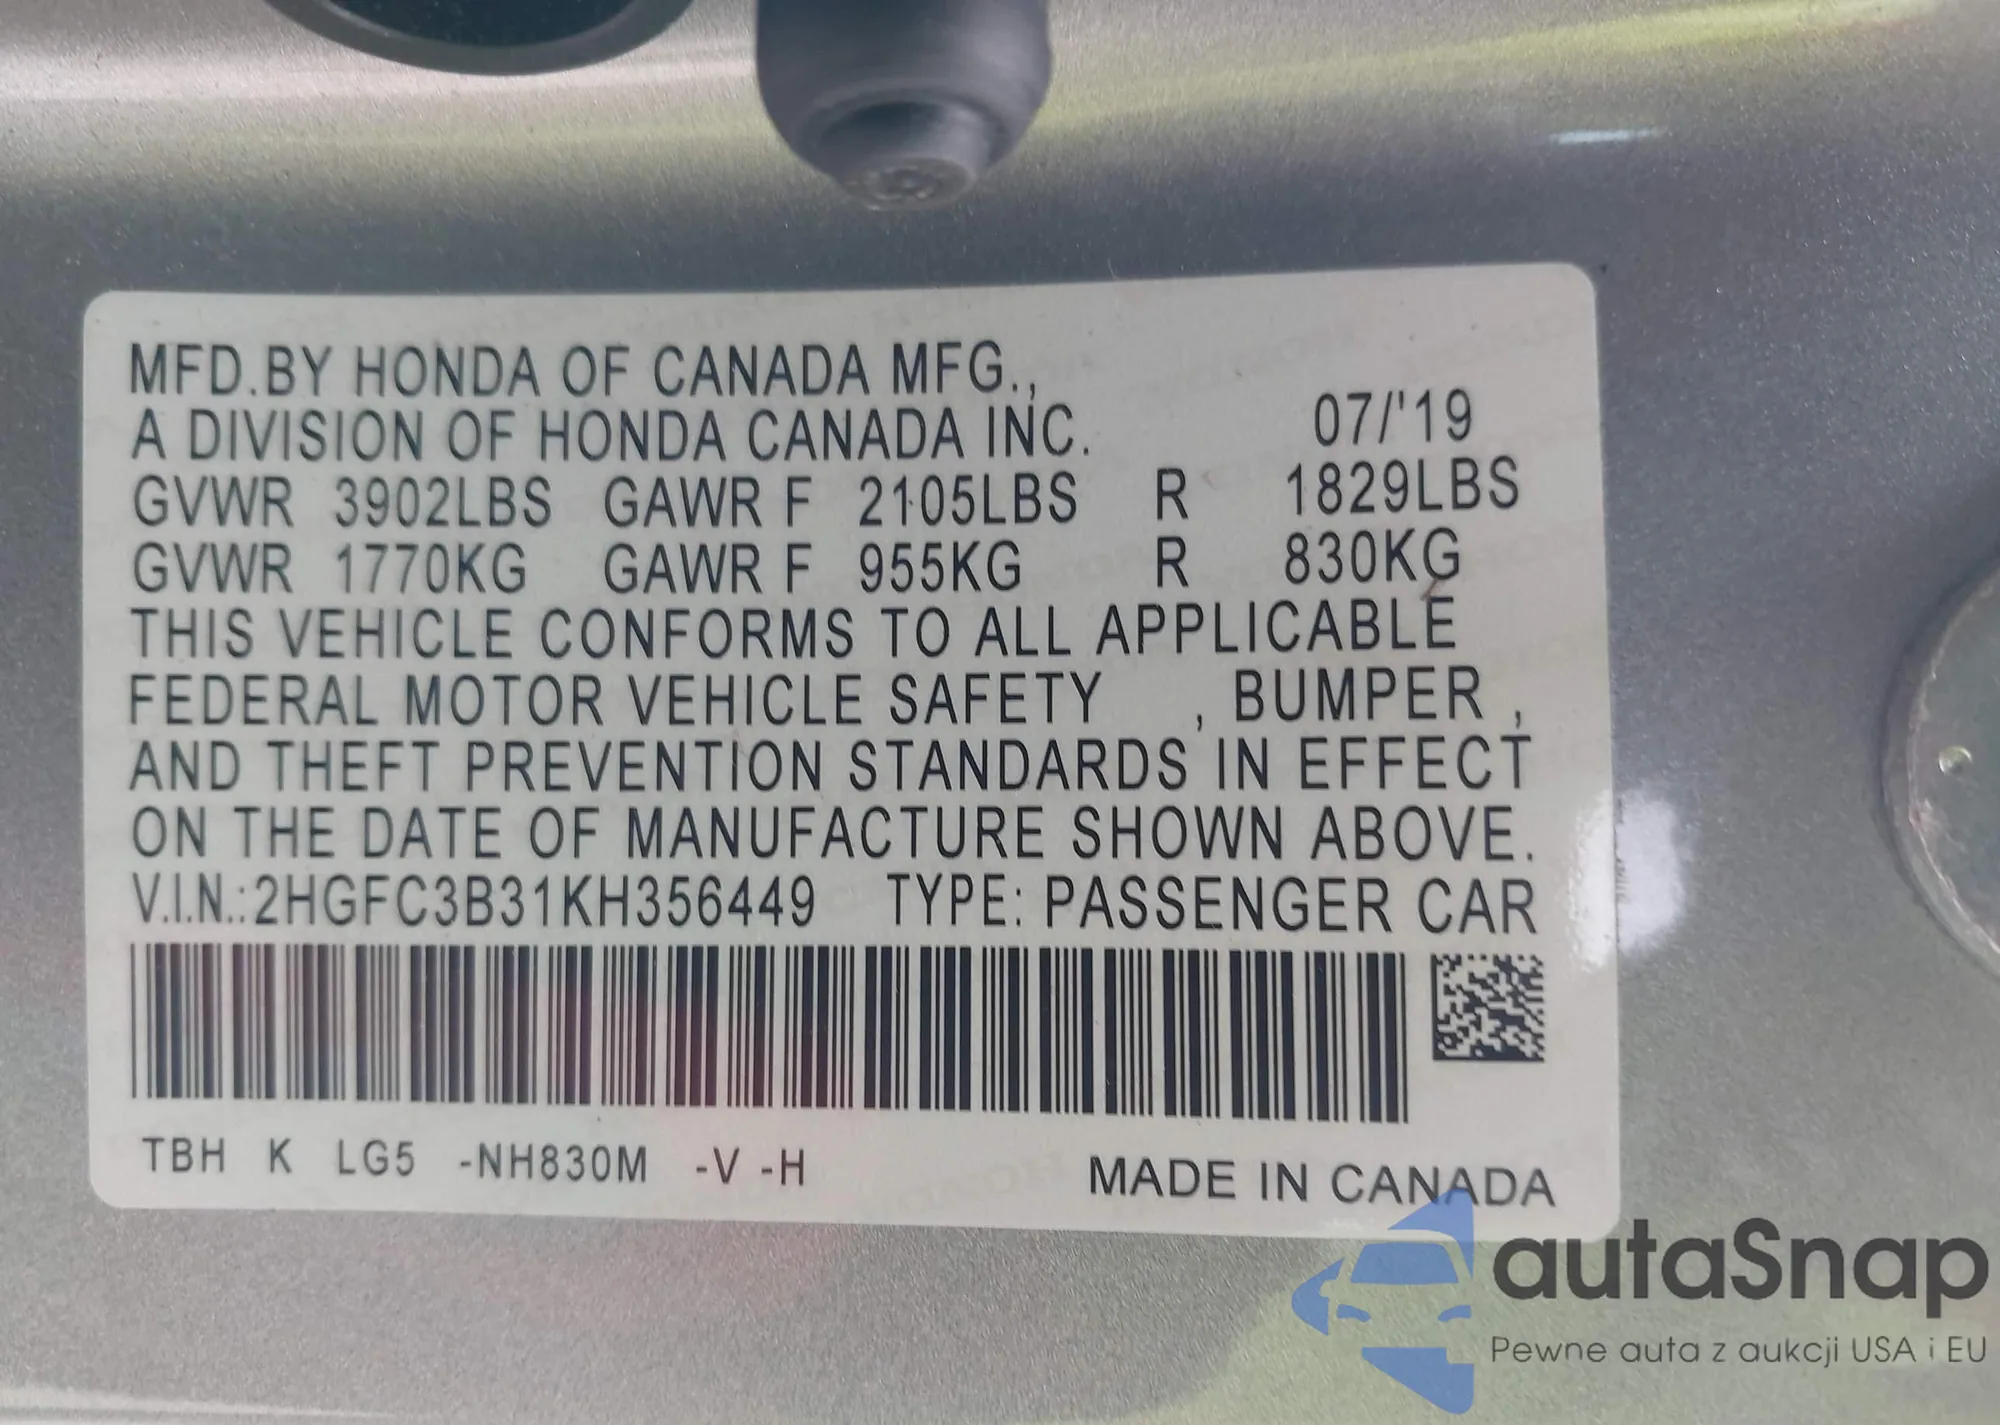 MFD.BY HONDA OF CANADA MFG.,
A DIVISION OF HONDA CANADA INC. 07/'19
GVWR 3902LBS GAWR F 2105LBS R 1829LBS
GVWR 1770KG GAWR F 955KG R 830KG
THIS VEHICLE CONFORMS TO ALL APPLICABLE
FEDERAL MOTOR VEHICLE SAFETY , BUMPER ,
AND THEFT PREVENTION STANDARDS IN EFFECT
ON THE DATE OF MANUFACTURE SHOWN ABOVE.
V.I.N.:2HGFC3B31KH356449 TYPE: PASSENGER CAR
TBH K LG5 -NH830M -V -H MADE IN CANADA
autaSnap
Pewne auta z aukcji USA i EU